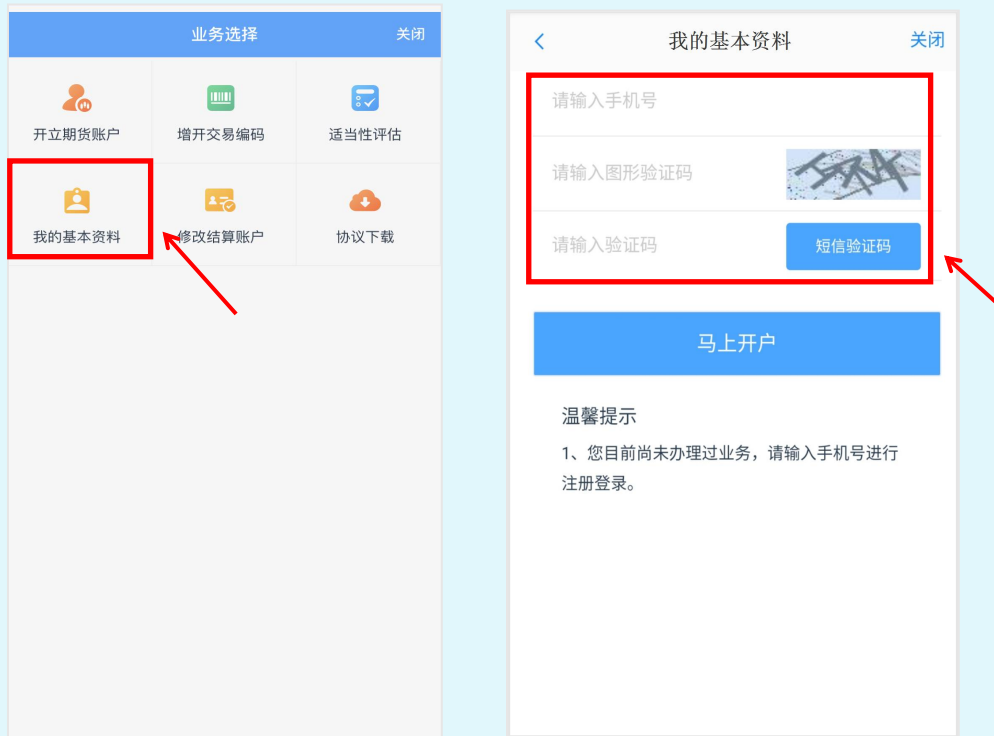 业务选择
关闭
开立期货账户
增开交易编码
适当性评估
我的基本资料
修改结算账户
协议下载
我的基本资料
关闭
请输入手机号
请输入图形验证码
请输入验证码
短信验证码
马上开户
温馨提示
1、您目前尚未办理过业务，请输入手机号进行
注册登录。